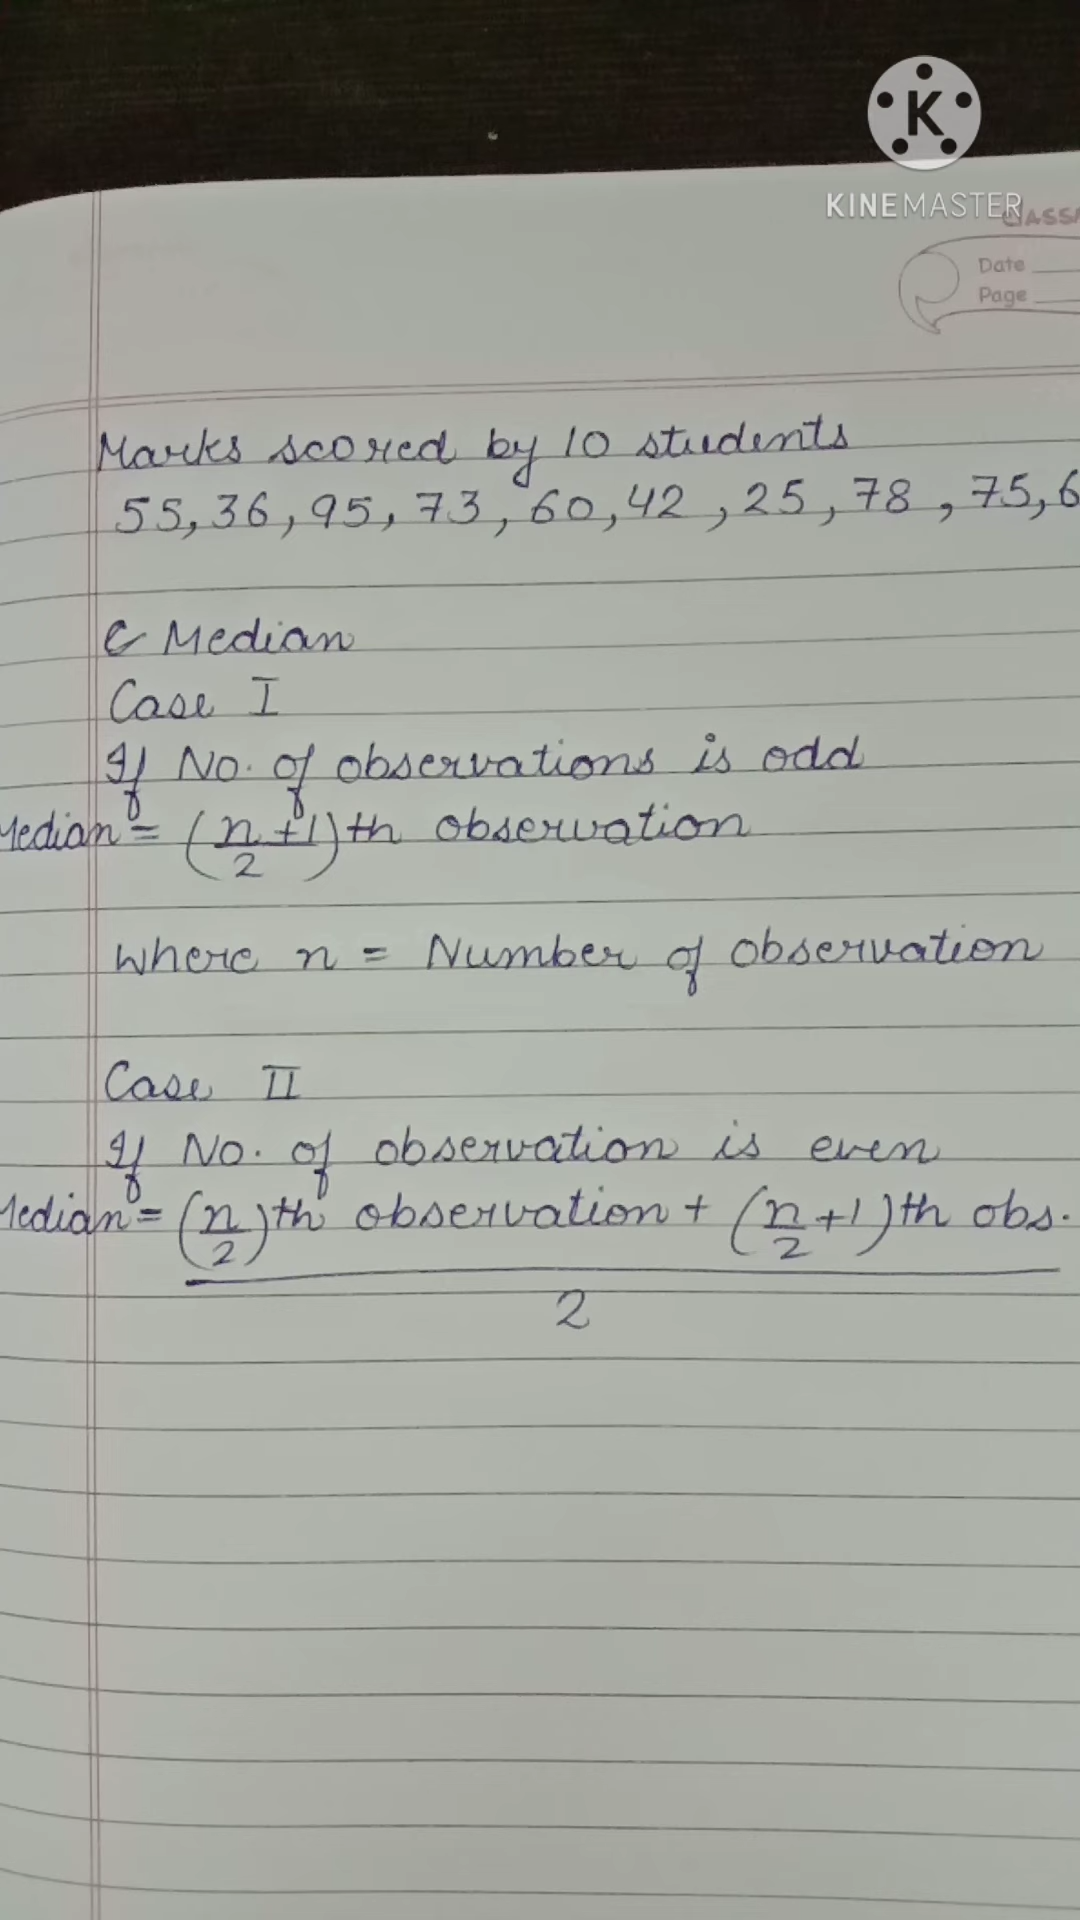 K
KINEMASTER
CLASS
Date
Page
Marks scored by 10 students
55, 36, 95, 73, 60, 42, 25, 78, 75, 6
C Median
Case I
If No. of observations is odd
Median = (n/2 + 1)th observation
where n = Number of observation
Case II
If No. of observation is even
Median = (n/2)th observation + (n/2 + 1)th obs.
2